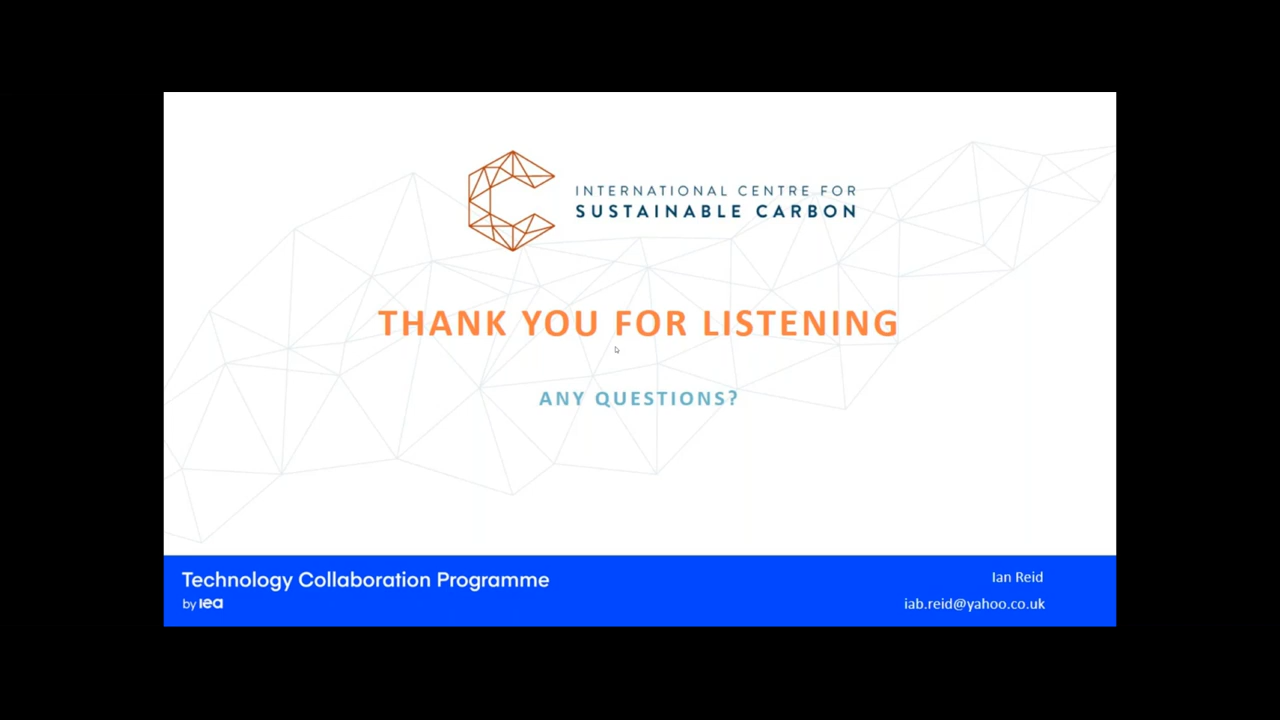 INTERNATIONAL CENTRE FOR
SUSTAINABLE CARBON
THANK YOU FOR LISTENING
ANY QUESTIONS?
Technology Collaboration Programme
by iea
Ian Reid
iab.reid@yahoo.co.uk